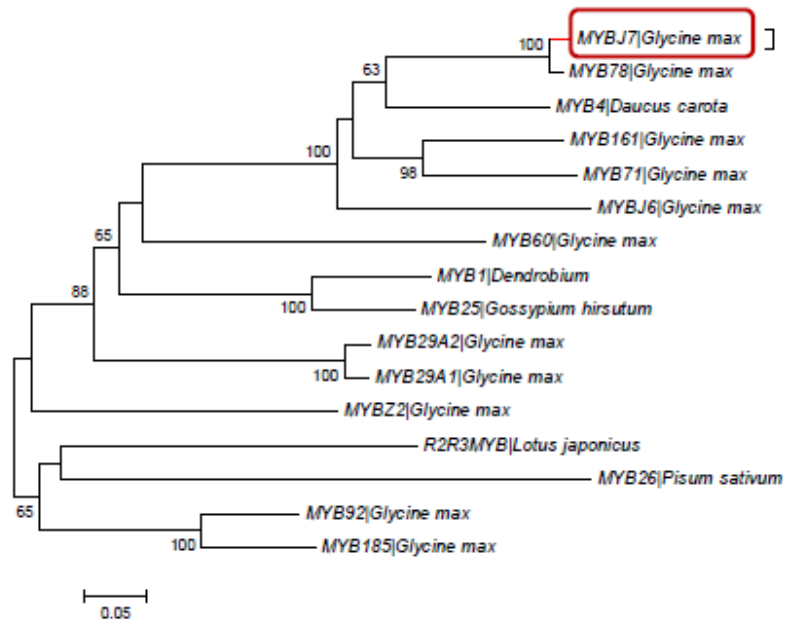 100
MYBJ7|Glycine max
63
MYB78|Glycine max
MYB4|Daucus carota
100
MYB161|Glycine max
98
MYB71|Glycine max
MYBJ6|Glycine max
65
MYB60|Glycine max
88
MYB1|Dendrobium
100
MYB25|Gossypium hirsutum
MYB29A2|Glycine max
100
MYB29A1|Glycine max
MYBZ2|Glycine max
R2R3MYB|Lotus japonicus
MYB26|Pisum sativum
65
MYB92|Glycine max
100
MYB185|Glycine max
0.05